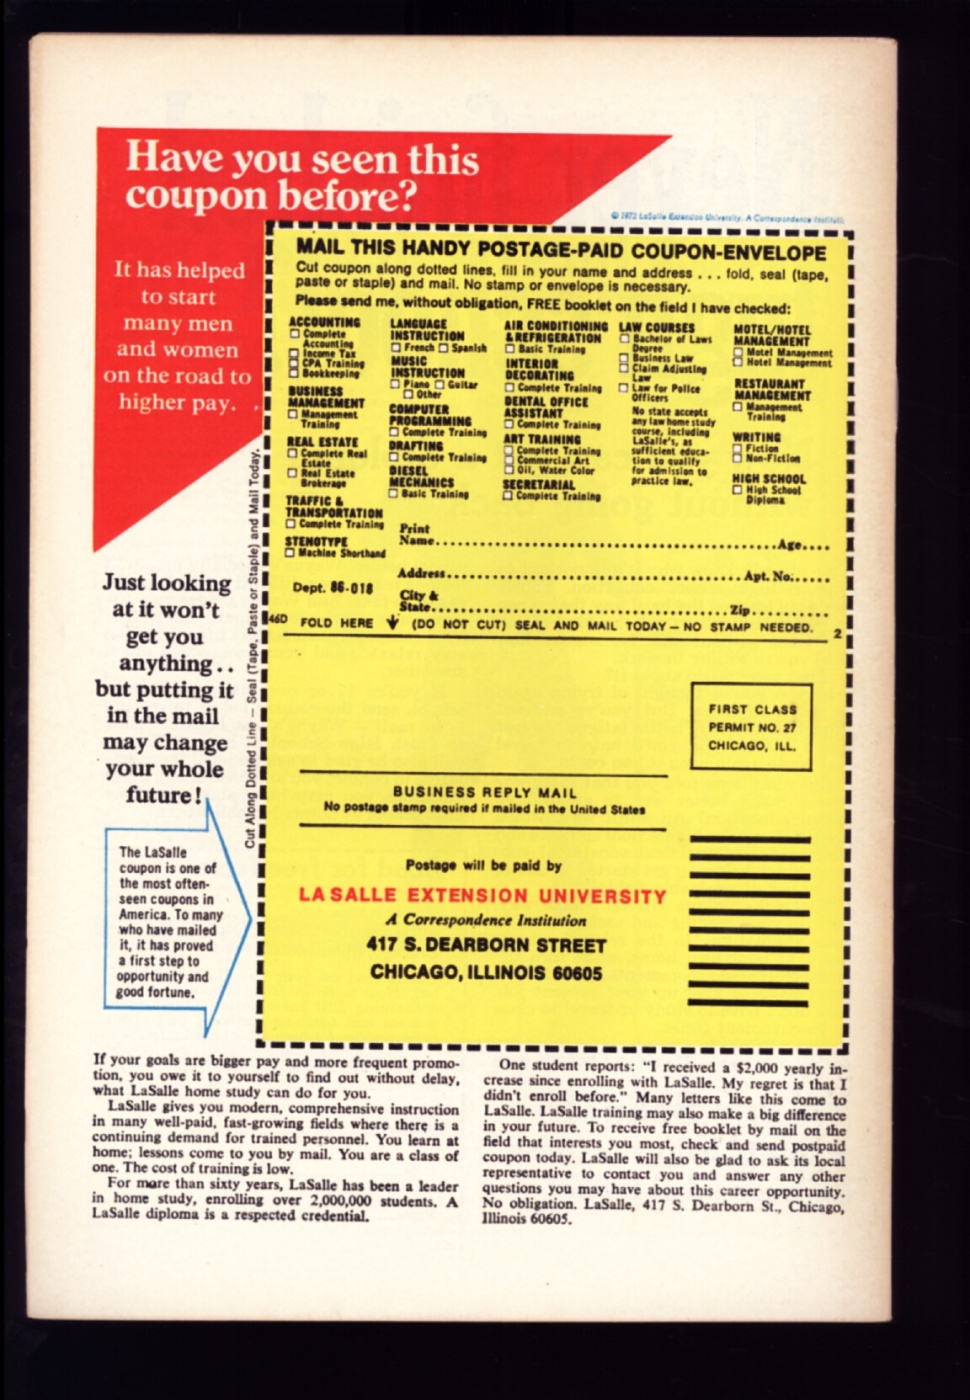 Have you seen this
coupon before?
It has helped
to start
many men
and women
on the road to
higher pay.
Just looking
at it won't
get you
anything..
but putting it
in the mail
may change
your whole
future!
The LaSalle
coupon is one of
the most often-
seen coupons in
America. To many
who have mailed
it, it has proved
a first step to
opportunity and
good fortune.
Cut Along Dotted Line — Seal (Tape, Paste or Staple) and Mail Today.
© 1972 LaSalle Extension University. A Correspondence Institution
MAIL THIS HANDY POSTAGE-PAID COUPON-ENVELOPE
Cut coupon along dotted lines, fill in your name and address . . . fold, seal (tape,
paste or staple) and mail. No stamp or envelope is necessary.
Please send me, without obligation, FREE booklet on the field I have checked:
ACCOUNTING
☐ Complete
Accounting
☐ Income Tax
☐ CPA Training
☐ Bookkeeping
BUSINESS
MANAGEMENT
☐ Management
Training
REAL ESTATE
☐ Complete Real
Estate
☐ Real Estate
Brokerage
TRAFFIC &
TRANSPORTATION
☐ Complete Training
STENOTYPE
☐ Machine Shorthand
LANGUAGE
INSTRUCTION
☐ French ☐ Spanish
MUSIC
INSTRUCTION
☐ Piano ☐ Guitar
☐ Other
COMPUTER
PROGRAMMING
☐ Complete Training
DRAFTING
☐ Complete Training
DIESEL
MECHANICS
☐ Basic Training
AIR CONDITIONING
& REFRIGERATION
☐ Basic Training
INTERIOR
DECORATING
☐ Complete Training
DENTAL OFFICE
ASSISTANT
☐ Complete Training
ART TRAINING
☐ Complete Training
☐ Commercial Art
☐ Oil, Water Color
SECRETARIAL
☐ Complete Training
LAW COURSES
☐ Bachelor of Laws
Degree
☐ Business Law
☐ Claim Adjusting
Law
☐ Law for Police
Officers
No state accepts
any law home study
course, including
LaSalle's, as
sufficient educa-
tion to qualify
for admission to
practice law.
MOTEL/HOTEL
MANAGEMENT
☐ Motel Management
☐ Hotel Management
RESTAURANT
MANAGEMENT
☐ Management
Training
WRITING
☐ Fiction
☐ Non-Fiction
HIGH SCHOOL
☐ High School
Diploma
Print
Name.......... Age....
Address.......... Apt. No......
Dept. 86-018
City &
State.......... Zip..........
46D FOLD HERE ↓ (DO NOT CUT) SEAL AND MAIL TODAY — NO STAMP NEEDED. 2
FIRST CLASS
PERMIT NO. 27
CHICAGO, ILL.
BUSINESS REPLY MAIL
No postage stamp required if mailed in the United States
Postage will be paid by
LA SALLE EXTENSION UNIVERSITY
A Correspondence Institution
417 S. DEARBORN STREET
CHICAGO, ILLINOIS 60605
If your goals are bigger pay and more frequent promo-
tion, you owe it to yourself to find out without delay,
what LaSalle home study can do for you.
LaSalle gives you modern, comprehensive instruction
in many well-paid, fast-growing fields where there is a
continuing demand for trained personnel. You learn at
home; lessons come to you by mail. You are a class of
one. The cost of training is low.
For more than sixty years, LaSalle has been a leader
in home study, enrolling over 2,000,000 students. A
LaSalle diploma is a respected credential.
One student reports: "I received a $2,000 yearly in-
crease since enrolling with LaSalle. My regret is that I
didn't enroll before." Many letters like this come to
LaSalle. LaSalle training may also make a big difference
in your future. To receive free booklet by mail on the
field that interests you most, check and send postpaid
coupon today. LaSalle will also be glad to ask its local
representative to contact you and answer any other
questions you may have about this career opportunity.
No obligation. LaSalle, 417 S. Dearborn St., Chicago,
Illinois 60605.